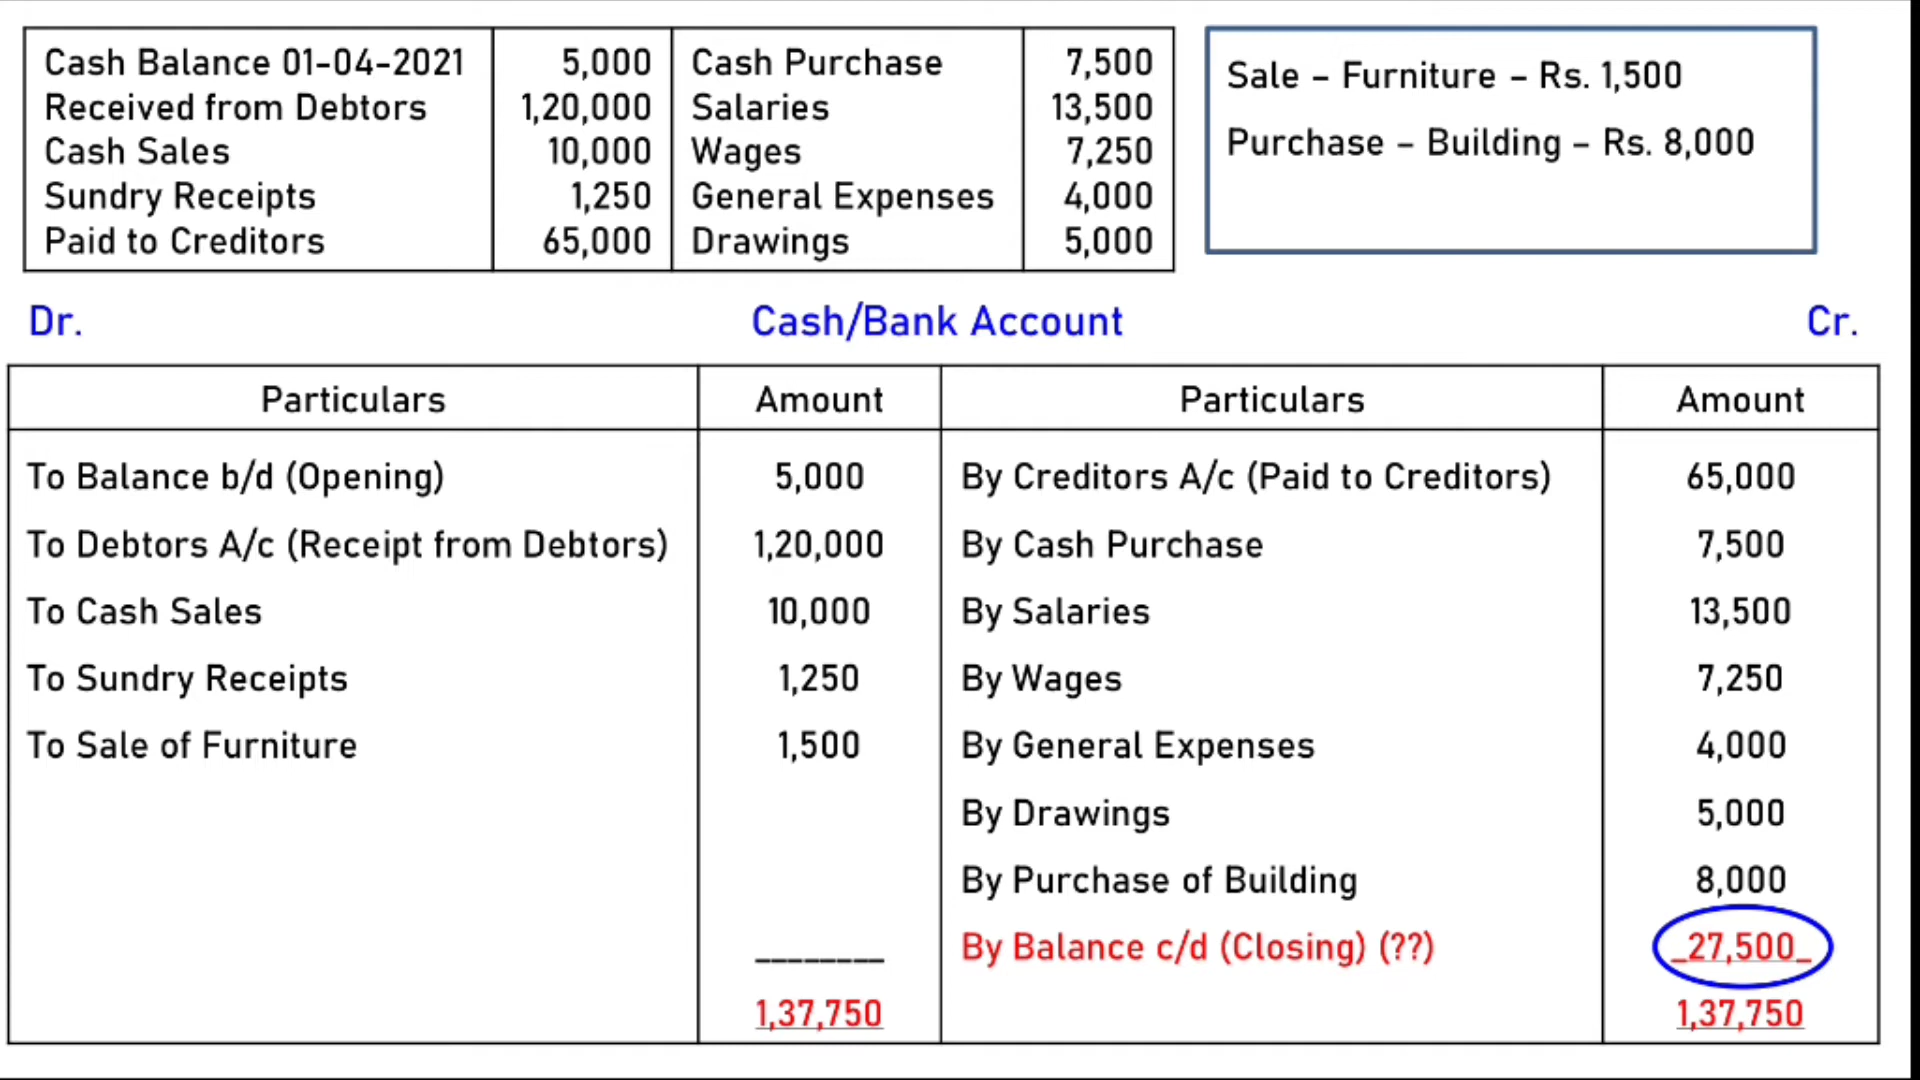 Cash Balance 01-04-2021 5,000 Cash Purchase 7,500
Received from Debtors 1,20,000 Salaries 13,500
Cash Sales 10,000 Wages 7,250
Sundry Receipts 1,250 General Expenses 4,000
Paid to Creditors 65,000 Drawings 5,000
Sale – Furniture – Rs. 1,500
Purchase – Building – Rs. 8,000
Dr. Cash/Bank Account Cr.
Particulars Amount Particulars Amount
To Balance b/d (Opening) 5,000 By Creditors A/c (Paid to Creditors) 65,000
To Debtors A/c (Receipt from Debtors) 1,20,000 By Cash Purchase 7,500
To Cash Sales 10,000 By Salaries 13,500
To Sundry Receipts 1,250 By Wages 7,250
To Sale of Furniture 1,500 By General Expenses 4,000
By Drawings 5,000
By Purchase of Building 8,000
________ By Balance c/d (Closing) (??) _27,500_
1,37,750 1,37,750